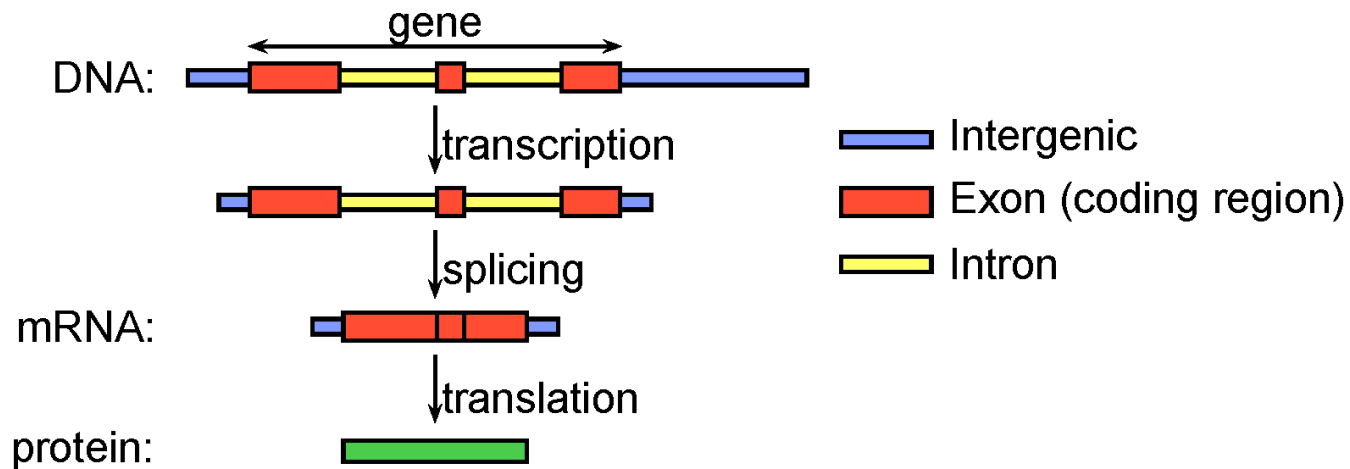 gene
DNA:
transcription
Intergenic
Exon (coding region)
splicing
Intron
mRNA:
translation
protein: